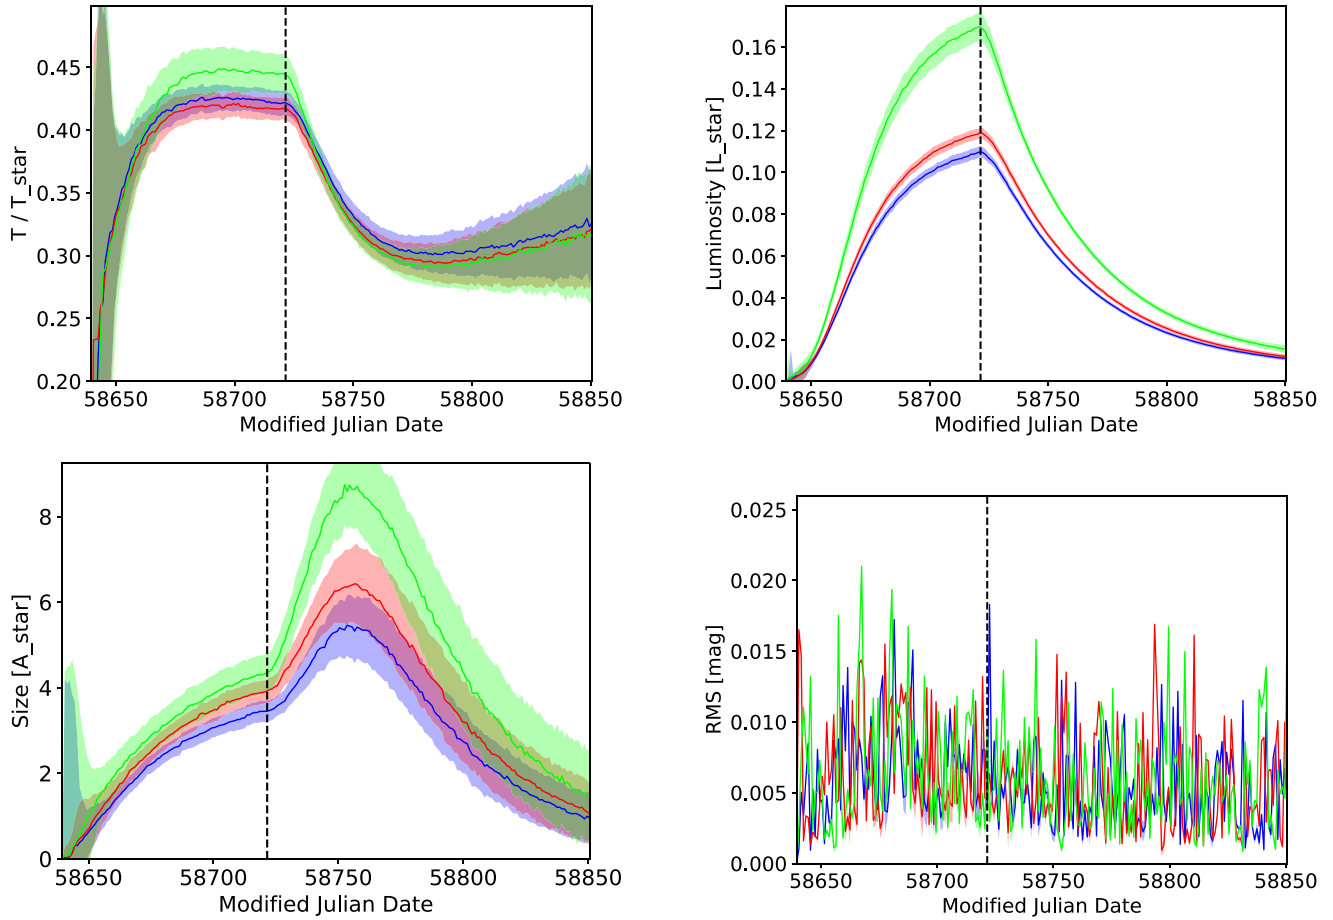 T / T_star
0.45
0.40
0.35
0.30
0.25
0.20
58650 58700 58750 58800 58850
Modified Julian Date
Luminosity [L_star]
0.16
0.14
0.12
0.10
0.08
0.06
0.04
0.02
0.00
58650 58700 58750 58800 58850
Modified Julian Date
Size [A_star]
8
6
4
2
0
58650 58700 58750 58800 58850
Modified Julian Date
RMS [mag]
0.025
0.020
0.015
0.010
0.005
0.000
58650 58700 58750 58800 58850
Modified Julian Date